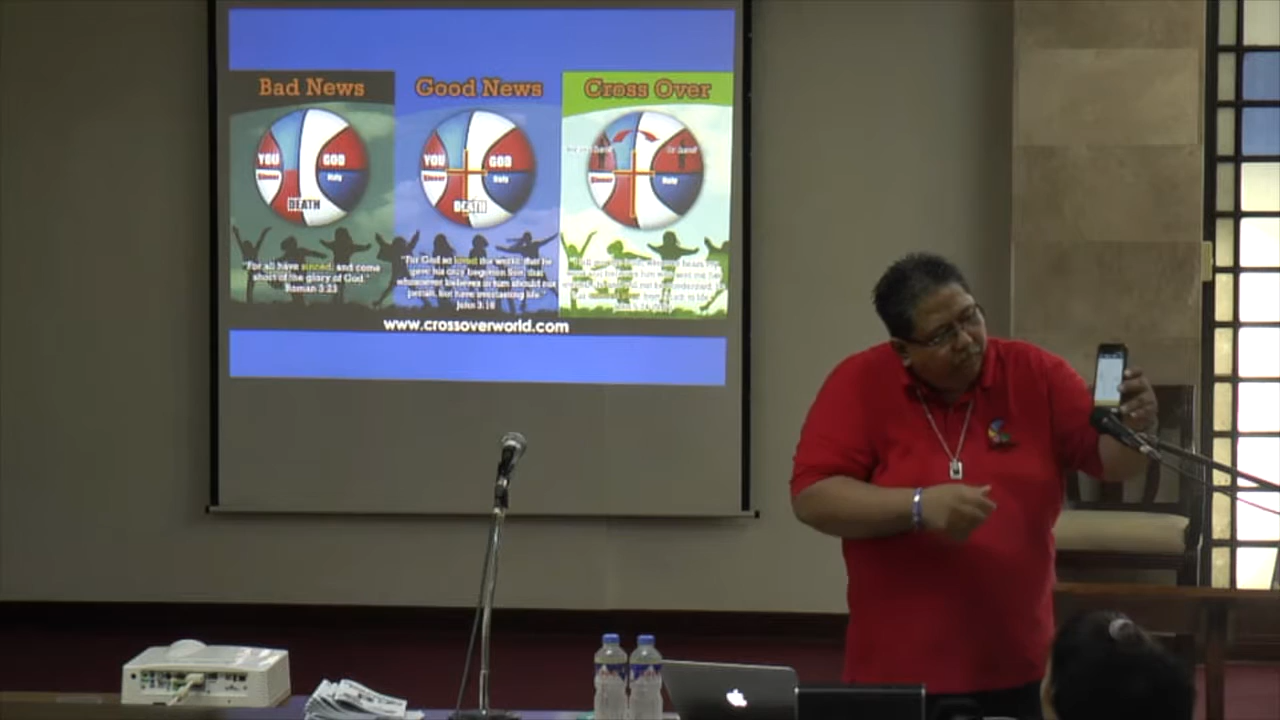 Bad News
YOU GOD
Sinner Holy
DEATH
"For all have sinned, and come
short of the glory of God."
Roman 3:23
Good News
YOU GOD
Sinner Holy
DEATH
"For God so loved the world, that he
gave his only begotten Son, that
whosoever believes in him should not
perish, but have everlasting life."
John 3:16
Cross Over
Sinner Holy
www.crossoverworld.com